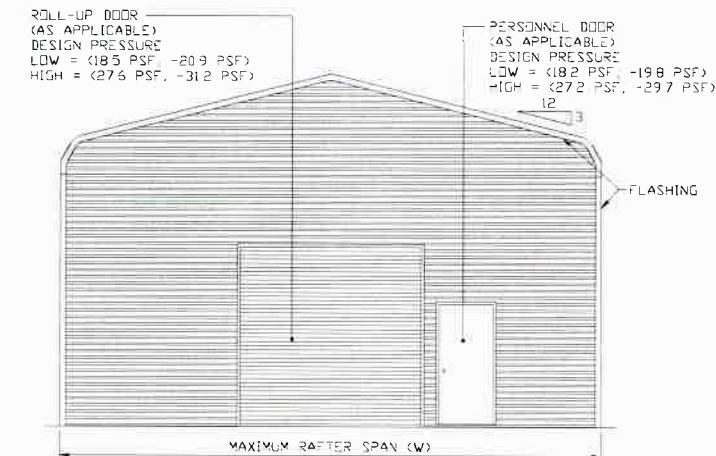 ROLL-UP DOOR
(AS APPLICABLE)
DESIGN PRESSURE
LOW = (18.5 PSF, -20.9 PSF)
HIGH = (27.6 PSF, -31.2 PSF)
PERSONNEL DOOR
(AS APPLICABLE)
DESIGN PRESSURE
LOW = (18.2 PSF, -19.8 PSF)
HIGH = (27.2 PSF, -29.7 PSF)
12
3
FLASHING
MAXIMUM RAFTER SPAN (W)